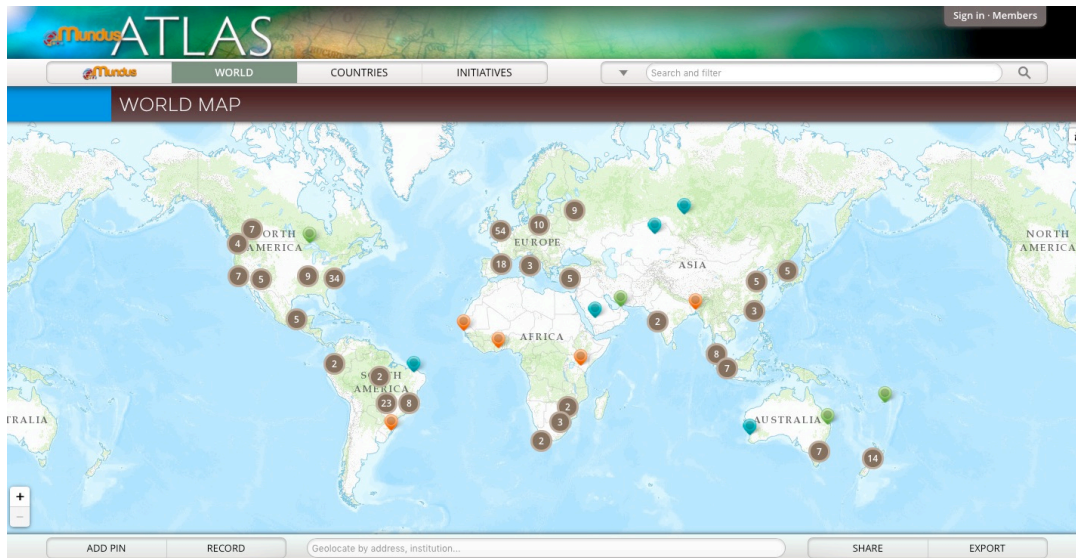 Sign in · Members
eMundus ATLAS
eMundus WORLD COUNTRIES INITIATIVES Search and filter
WORLD MAP
9
7 NORTH AMERICA 54 10 EUROPE NORTH AMERICA
4
18 3 ASIA
7 5 9 34 5 5 5
5 2 3
AFRICA
2 2 SOUTH AMERICA 8 7
23 8 2
TRALIA 3 AUSTRALIA
2 7 14
+
−
ADD PIN RECORD Geolocate by address, institution... SHARE EXPORT